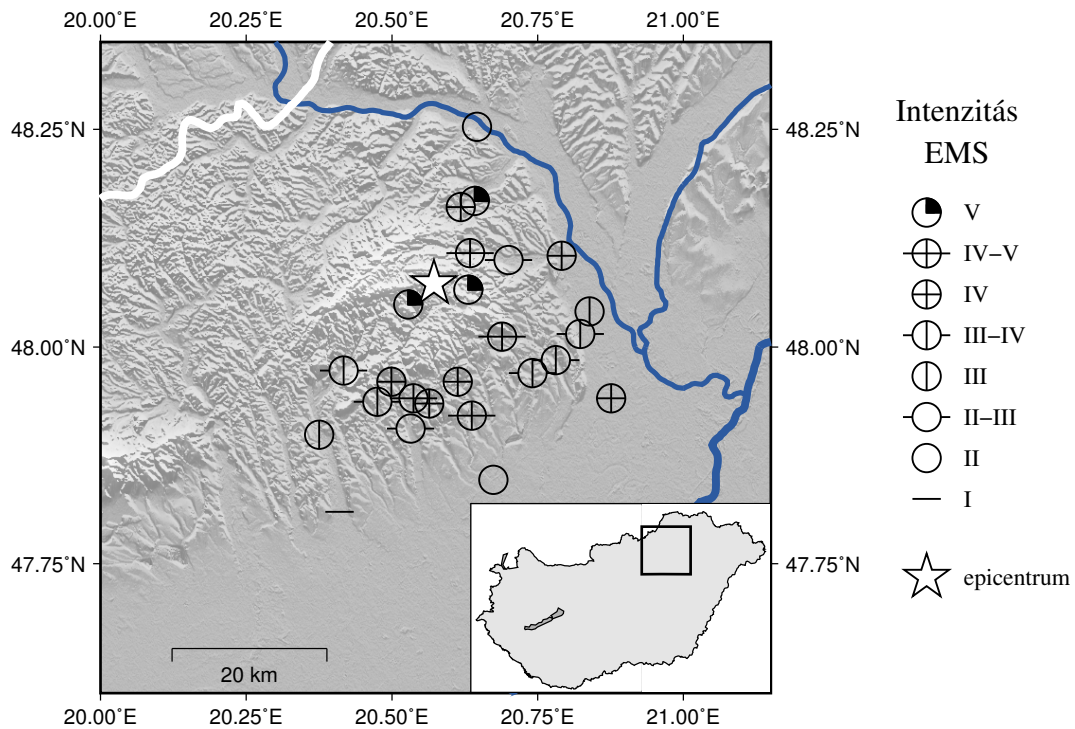 20.00°E 20.25°E 20.50°E 20.75°E 21.00°E
48.25°N 48.25°N
48.00°N 48.00°N
47.75°N 47.75°N
20 km
20.00°E 20.25°E 20.50°E 20.75°E 21.00°E
Intenzitás
EMS
V
IV–V
IV
III–IV
III
II–III
II
I
epicentrum